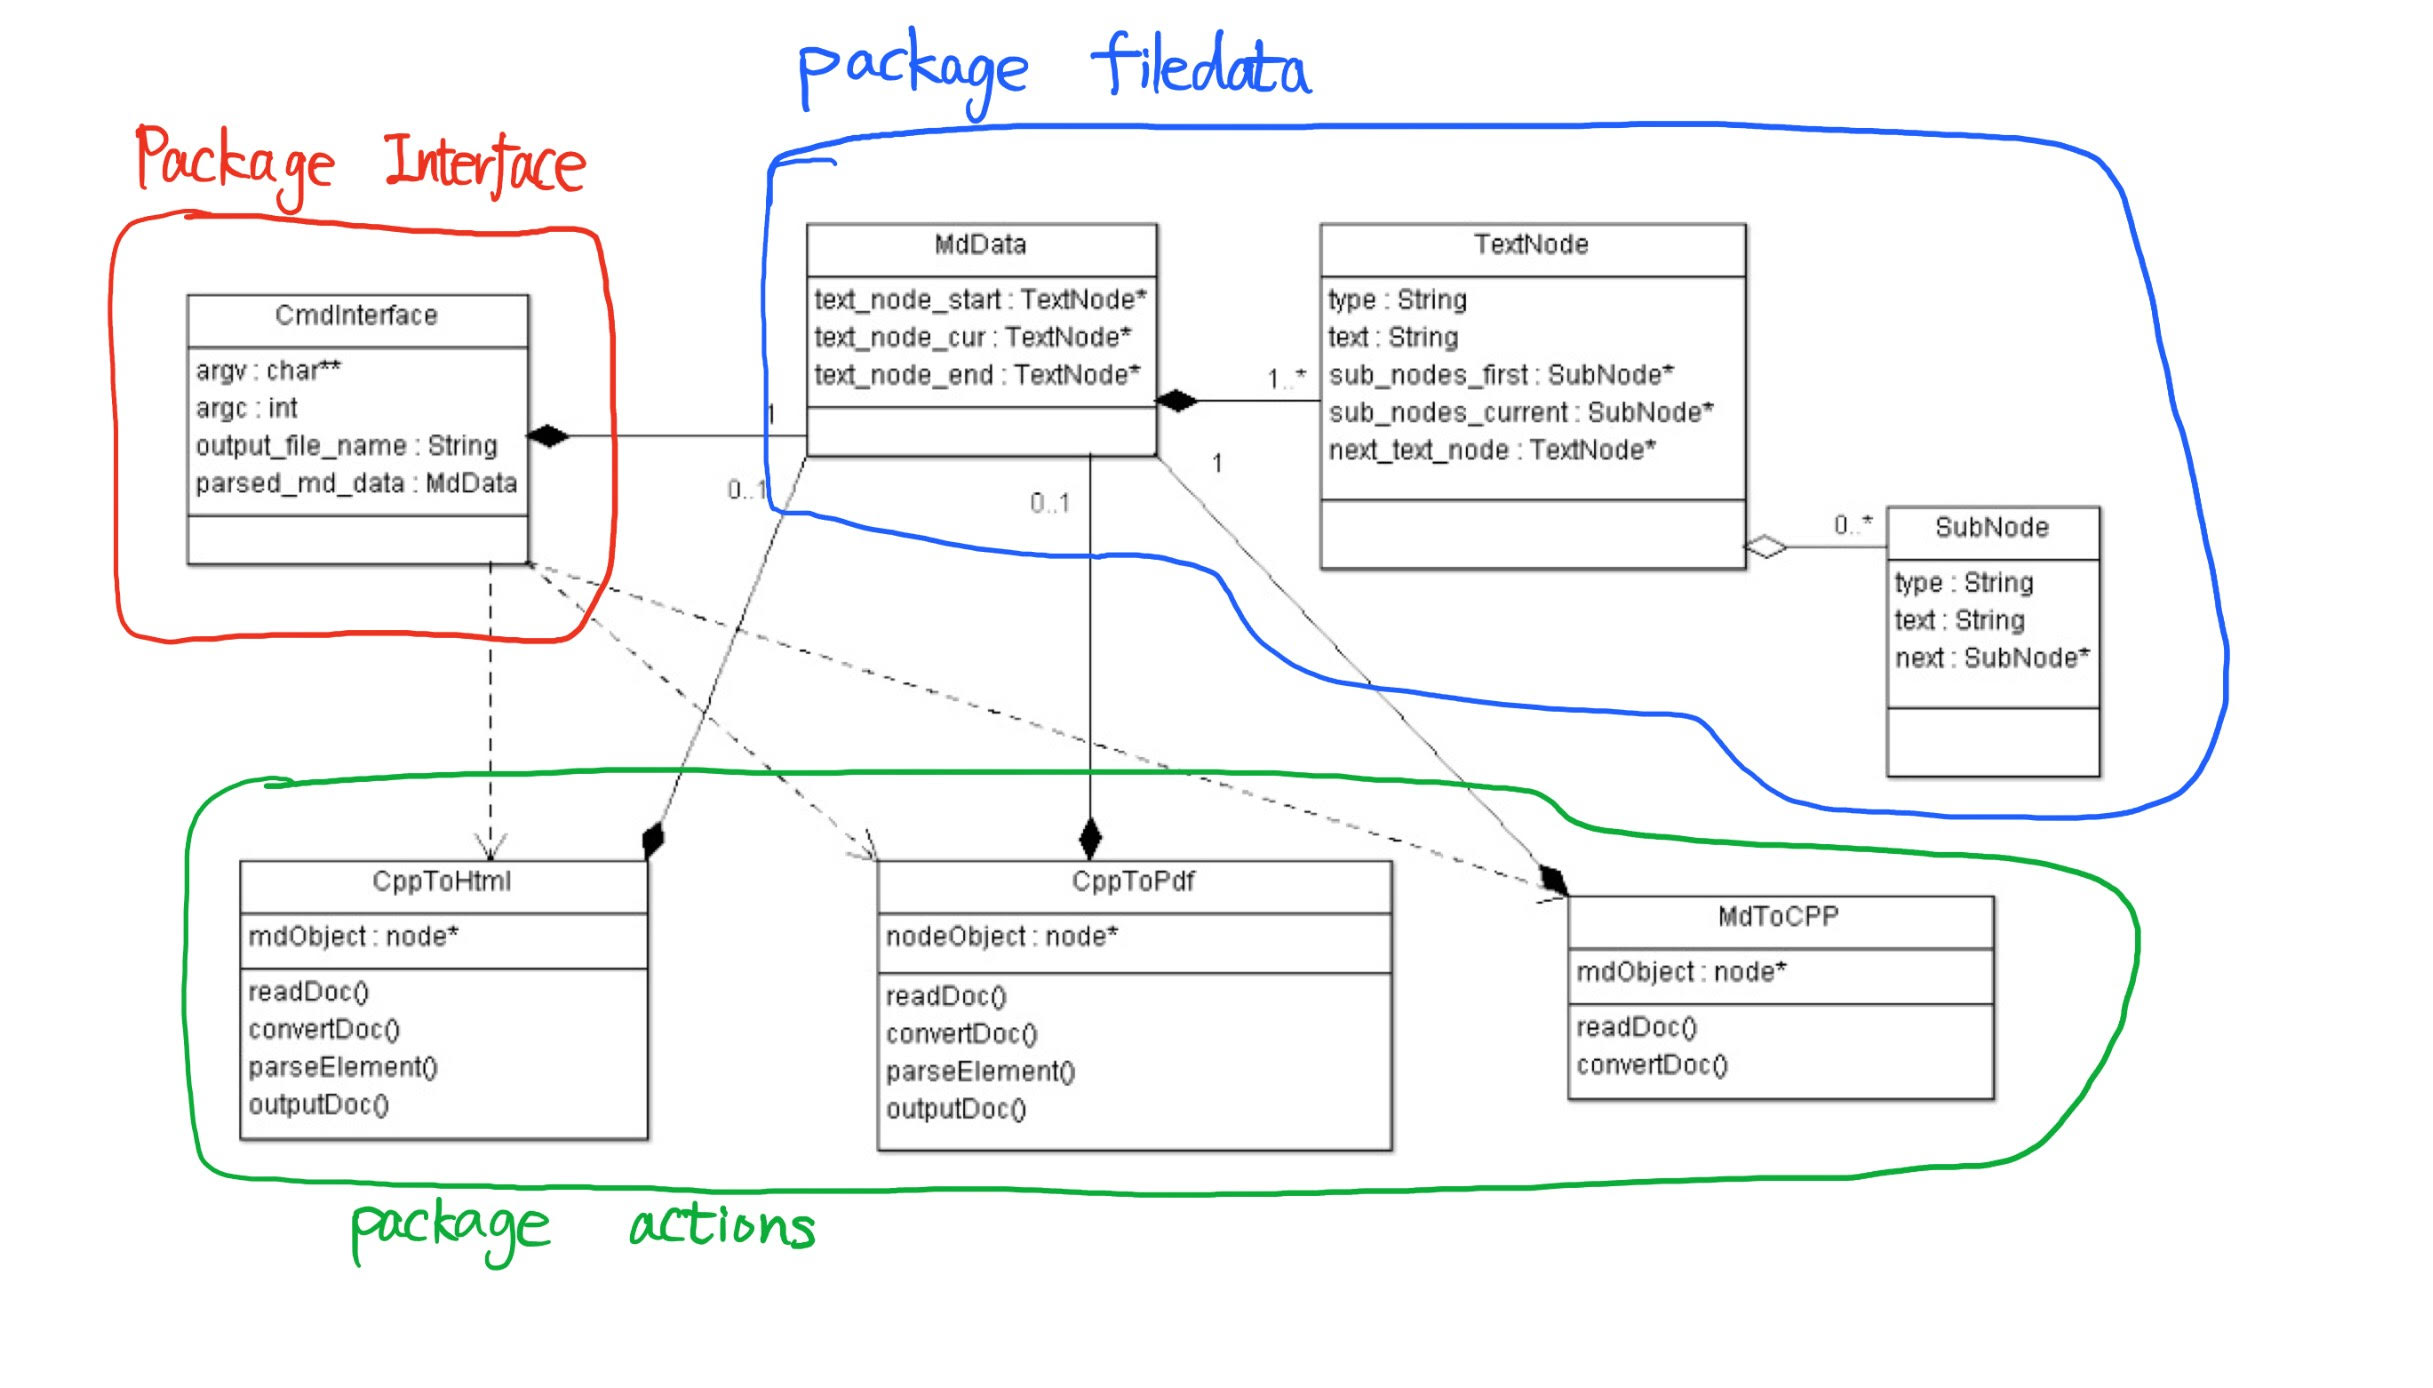 package filedata
Package Interface
CmdInterface
argv : char**
argc : int
output_file_name : String
parsed_md_data : MdData
1
MdData
text_node_start : TextNode*
text_node_cur : TextNode*
text_node_end : TextNode*
1..*
TextNode
type : String
text : String
sub_nodes_first : SubNode*
sub_nodes_current : SubNode*
next_text_node : TextNode*
0..1
0..1
1
0..*
SubNode
type : String
text : String
next : SubNode*
CppToHtml
mdObject : node*
readDoc()
convertDoc()
parseElement()
outputDoc()
CppToPdf
nodeObject : node*
readDoc()
convertDoc()
parseElement()
outputDoc()
MdToCPP
mdObject : node*
readDoc()
convertDoc()
package actions